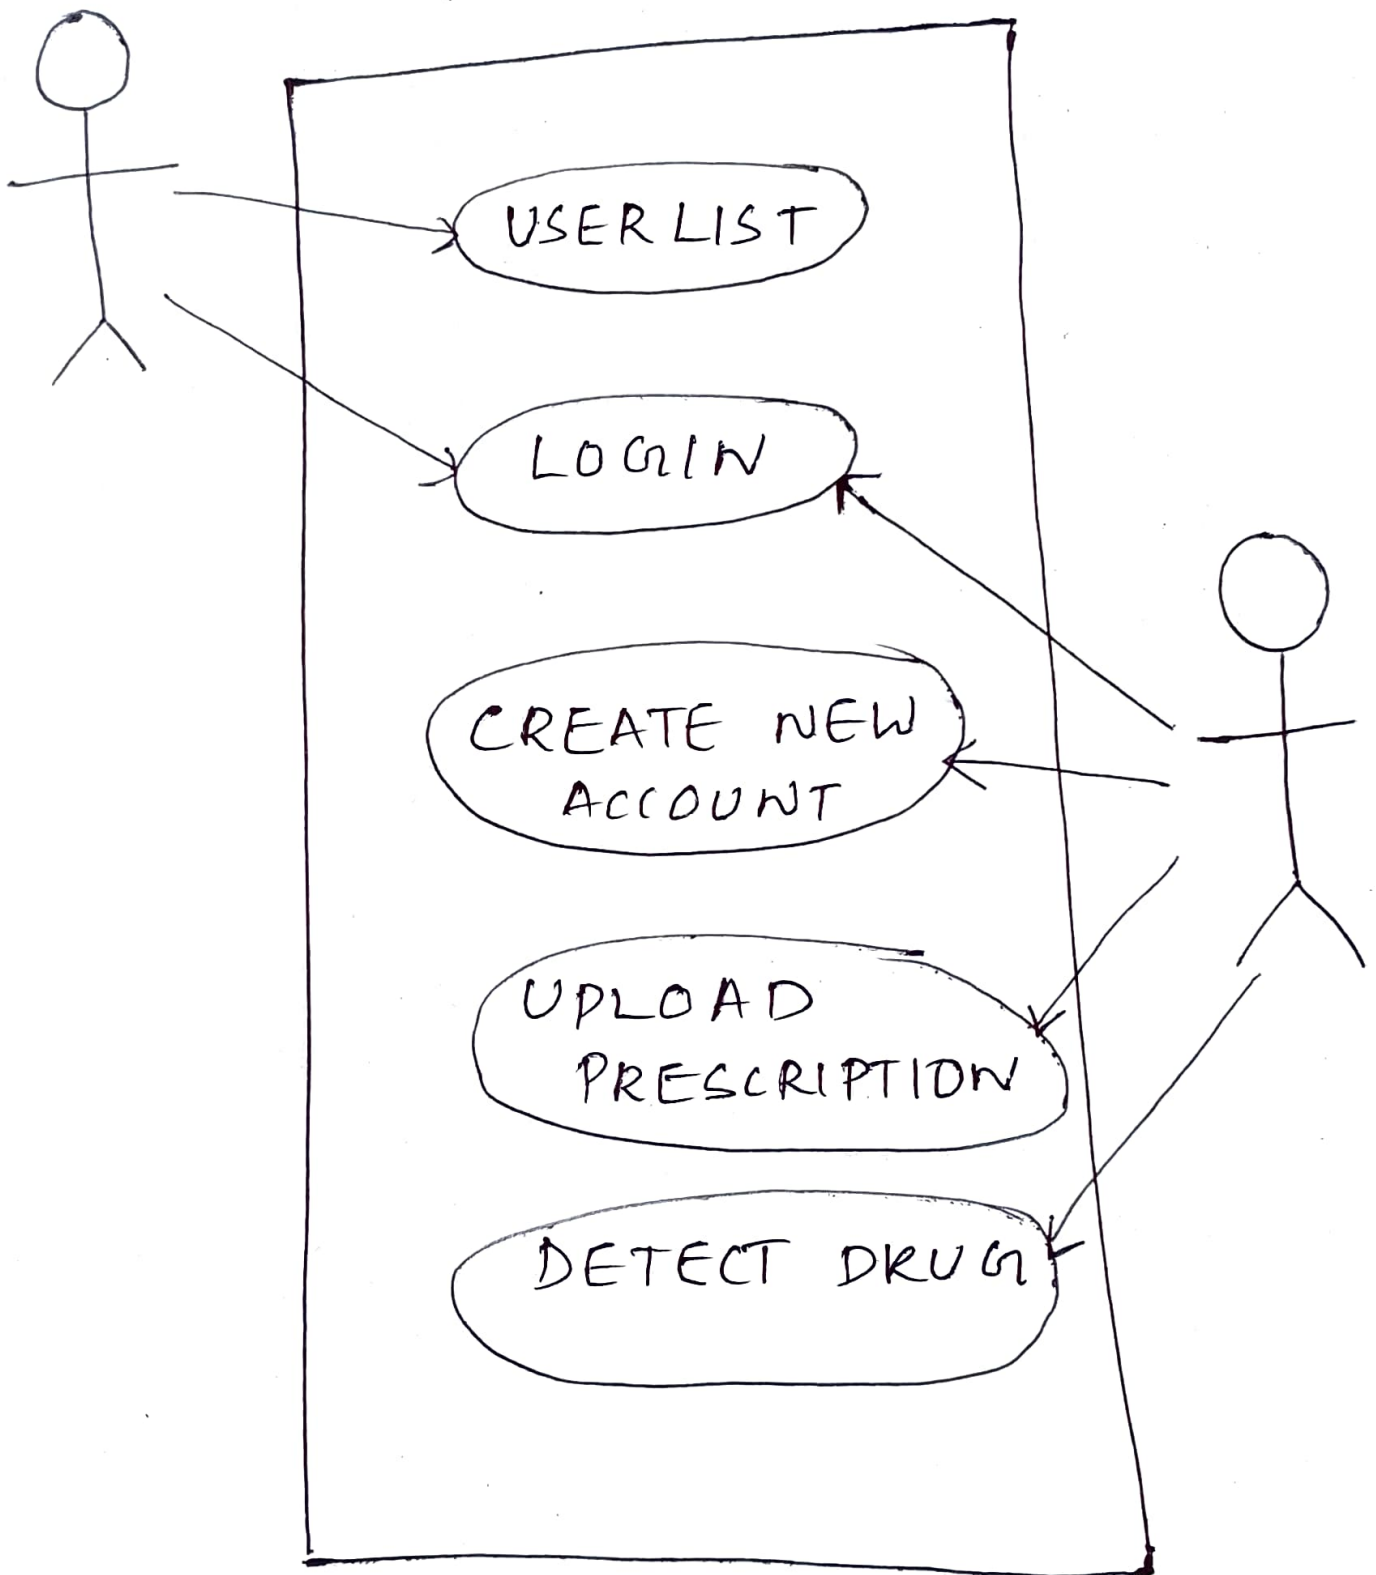 USERLIST
LOGIN
CREATE NEW
ACCOUNT
UPLOAD
PRESCRIPTION
DETECT DRUG